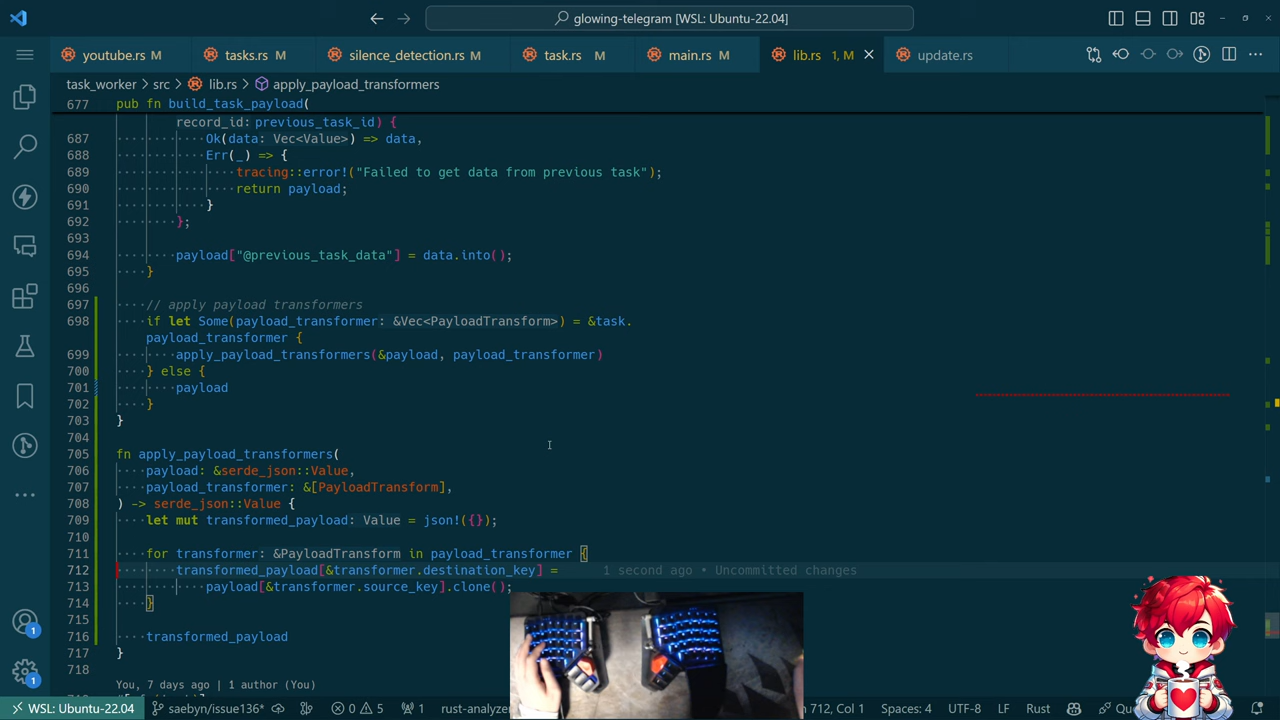 glowing-telegram [WSL: Ubuntu-22.04]
youtube.rs M tasks.rs M silence_detection.rs M task.rs M main.rs M lib.rs 1, M update.rs
task_worker > src > lib.rs > apply_payload_transformers
677 pub fn build_task_payload(
record_id: previous_task_id) {
687 Ok(data: Vec<Value>) => data,
688 Err(_) => {
689 tracing::error!("Failed to get data from previous task");
690 return payload;
691 }
692 };
693
694 payload["@previous_task_data"] = data.into();
695 }
696
697 // apply payload transformers
698 if let Some(payload_transformer: &Vec<PayloadTransform>) = &task.
payload_transformer {
699 apply_payload_transformers(&payload, payload_transformer)
700 } else {
701 payload
702 }
703 }
704
705 fn apply_payload_transformers(
706 payload: &serde_json::Value,
707 payload_transformer: &[PayloadTransform],
708 ) -> serde_json::Value {
709 let mut transformed_payload: Value = json!({});
710
711 for transformer: &PayloadTransform in payload_transformer {
712 transformed_payload[&transformer.destination_key] = 1 second ago • Uncommitted changes
713 payload[&transformer.source_key].clone();
714 }
715
716 transformed_payload
717 }
718
You, 7 days ago | 1 author (You)
WSL: Ubuntu-22.04 saebyn/issue136* 0 5 1 rust-analyzer 712, Col 1 Spaces: 4 UTF-8 LF Rust